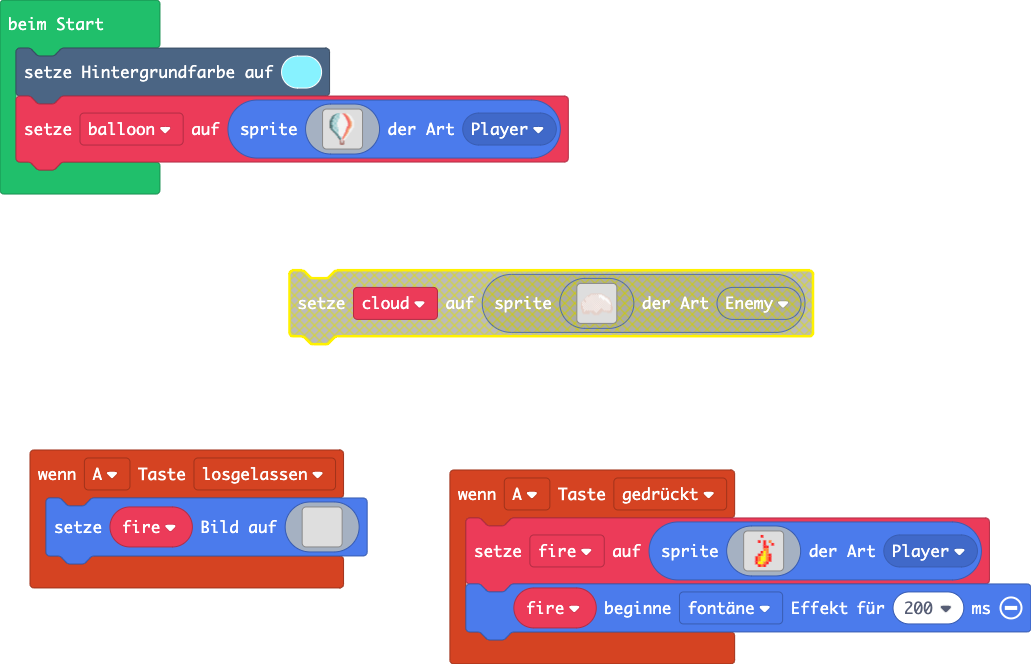 beim Start
setze Hintergrundfarbe auf
setze balloon auf sprite der Art Player
setze cloud auf sprite der Art Enemy
wenn A Taste losgelassen
setze fire Bild auf
wenn A Taste gedrückt
setze fire auf sprite der Art Player
fire beginne fontäne Effekt für 200 ms